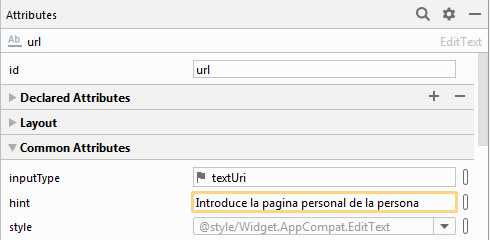 Attributes
Ab url EditText
id url
Declared Attributes
Layout
Common Attributes
inputType textUri
hint Introduce la pagina personal de la persona
style @style/Widget.AppCompat.EditText